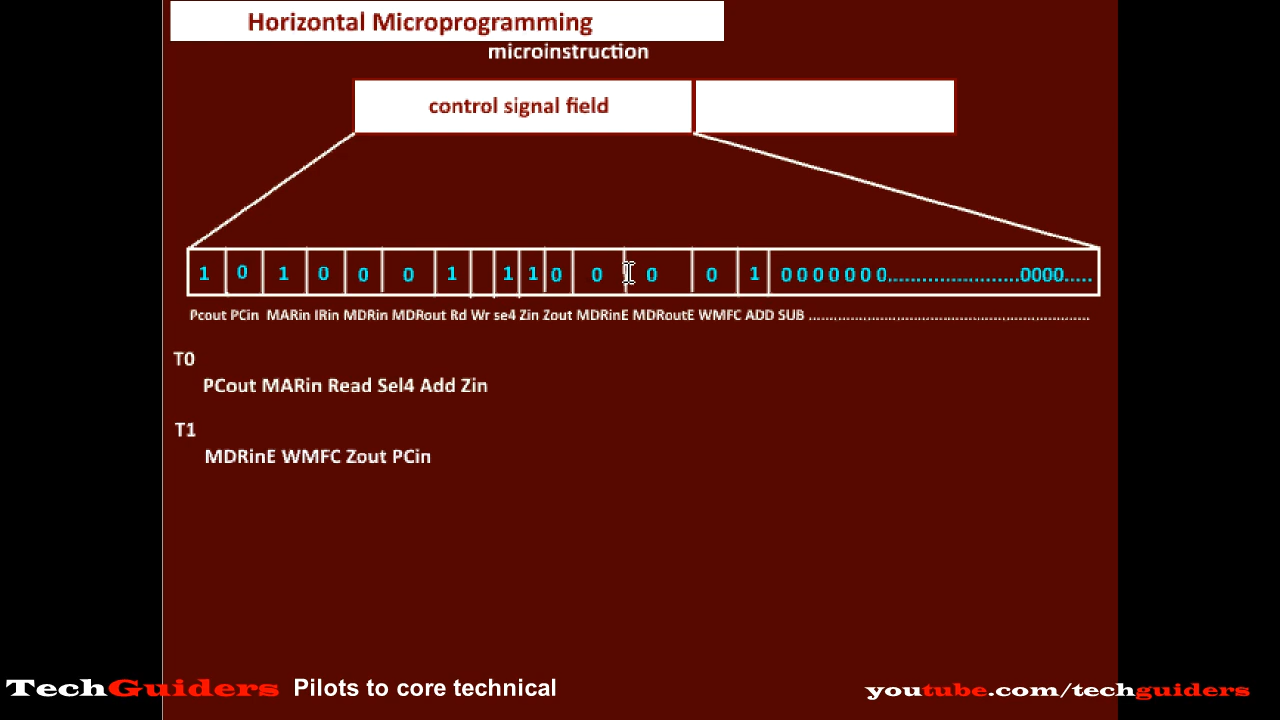 Horizontal Microprogramming
microinstruction
control signal field
1 0 1 0 0 0 1 1 1 0 0 0 0 1 0 0 0 0 0 0 0..........................0000.....
Pcout PCin MARin IRin MDRin MDRout Rd Wr se4 Zin Zout MDRinE MDRoutE WMFC ADD SUB ................................................................
T0
PCout MARin Read Sel4 Add Zin
T1
MDRinE WMFC Zout PCin
TechGuiders Pilots to core technical
youtube.com/techguiders